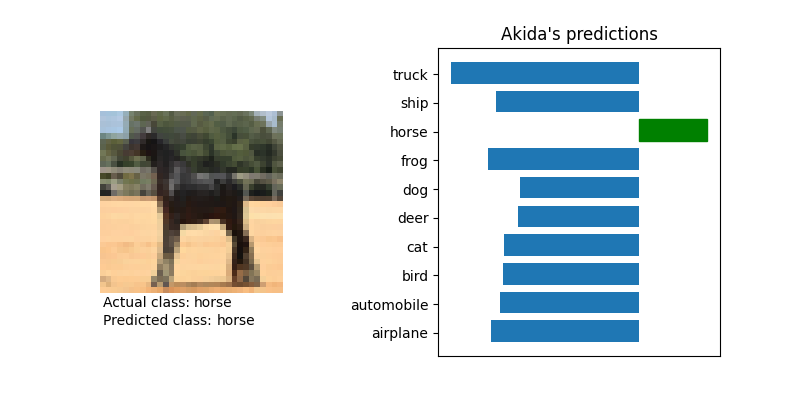 Akida's predictions
truck
ship
horse
frog
dog
deer
cat
bird
automobile
airplane
Actual class: horse
Predicted class: horse